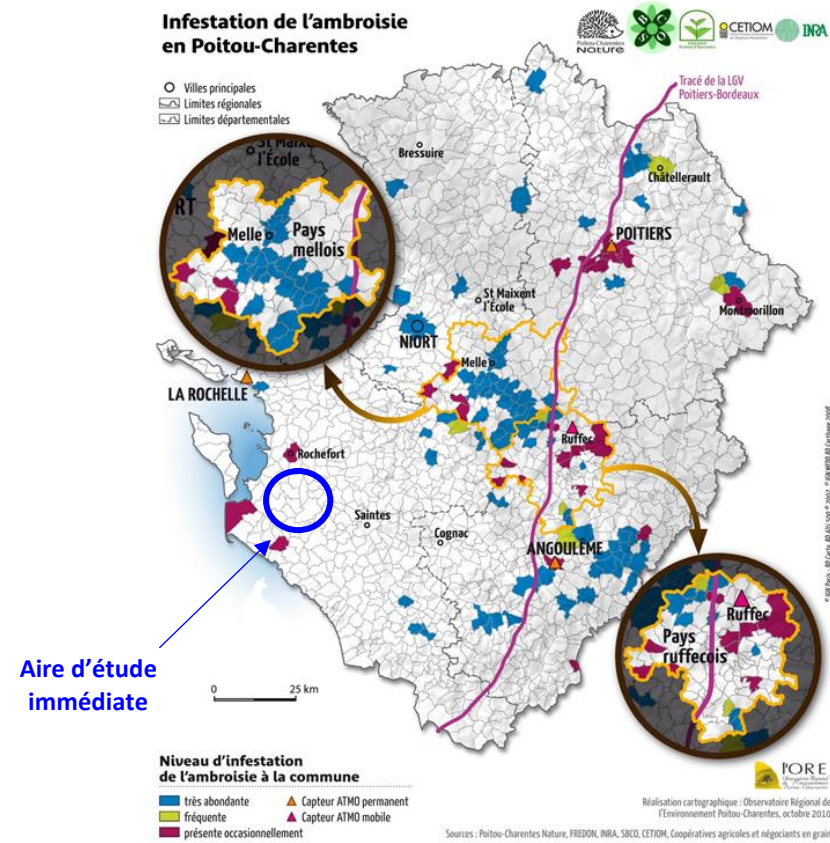 Infestation de l'ambroisie
en Poitou-Charentes
Poitou-Charentes
NATURE
SBCO
FREDON
CETIOM
INRA
Villes principales
Limites régionales
Limites départementales
Tracé de la LGV
Poitiers-Bordeaux
St Maixent
l'École
RT
Melle
Pays
mellois
Bressuire
Châtellerault
POITIERS
Montmorillon
St Maixent
l'École
NIORT
Melle
LA ROCHELLE
Rochefort
Ruffec
Saintes
Cognac
ANGOULÊME
Aire d'étude
immédiate
0 25 km
Ruffec
Pays
ruffecois
Niveau d'infestation
de l'ambroisie à la commune
très abondante
fréquente
présente occasionnellement
Capteur ATMO permanent
Capteur ATMO mobile
l'ORE
Réalisation cartographique : Observatoire Régional de
l'Environnement Poitou-Charentes, octobre 2010
Sources : Poitou-Charentes Nature, FREDON, INRA, SBCO, CETIOM, Coopératives agricoles et négociants en grain